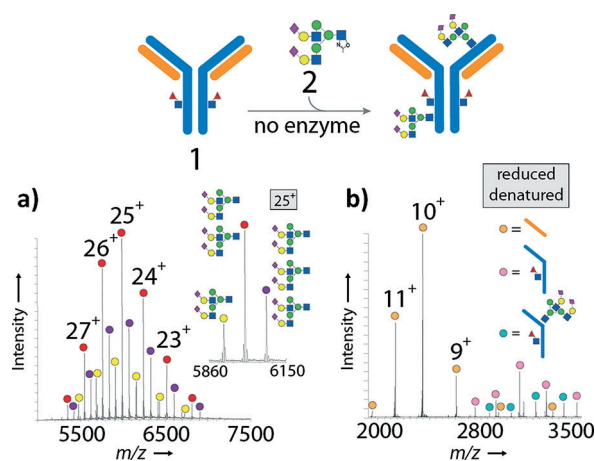 2
N O
no enzyme
1
a)
25⁺
26⁺
24⁺
27⁺
23⁺
25⁺
5860 6150
Intensity →
5500 6500 7500
m/z →
b)
reduced
denatured
10⁺
11⁺
9⁺
=
=
=
Intensity →
2000 2800 3500
m/z →